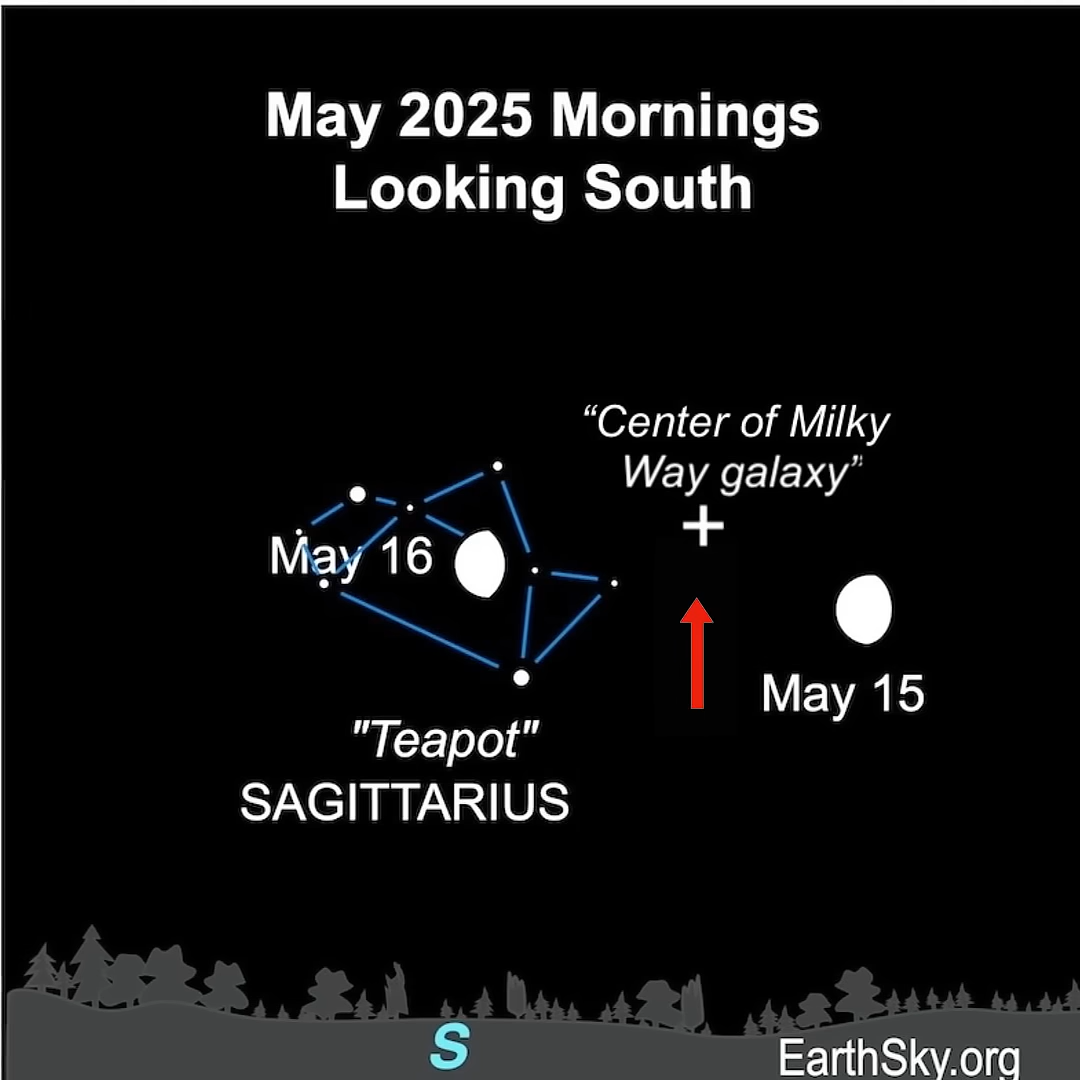 May 2025 Mornings
Looking South
“Center of Milky
Way galaxy”
May 16
May 15
"Teapot"
SAGITTARIUS
S
EarthSky.org